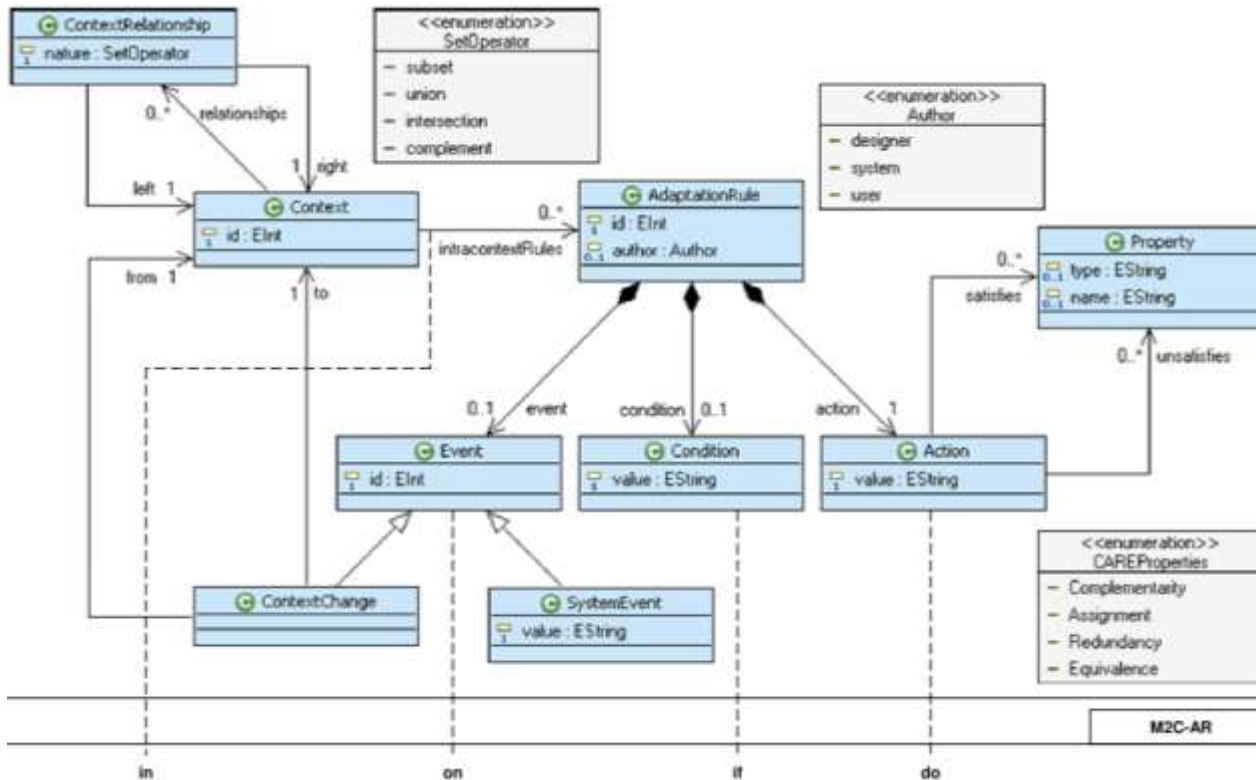 ContextRelationship
nature : SetOperator
<<enumeration>>
SetOperator
subset
union
intersection
complement
<<enumeration>>
Author
designer
system
user
0..*
relationships
1
right
left 1
Context
id : EInt
0..*
intracontextRules
AdaptationRule
id : EInt
author : Author
Property
type : EString
name : EString
0..*
satisfies
0..*
unsatisfies
from 1
1
to
0..1
event
condition
0..1
action
1
Event
id : EInt
Condition
value : EString
Action
value : EString
ContextChange
SystemEvent
value : EString
<<enumeration>>
CAREProperties
Complementarity
Assignment
Redundancy
Equivalence
M2C-AR
in
on
if
do